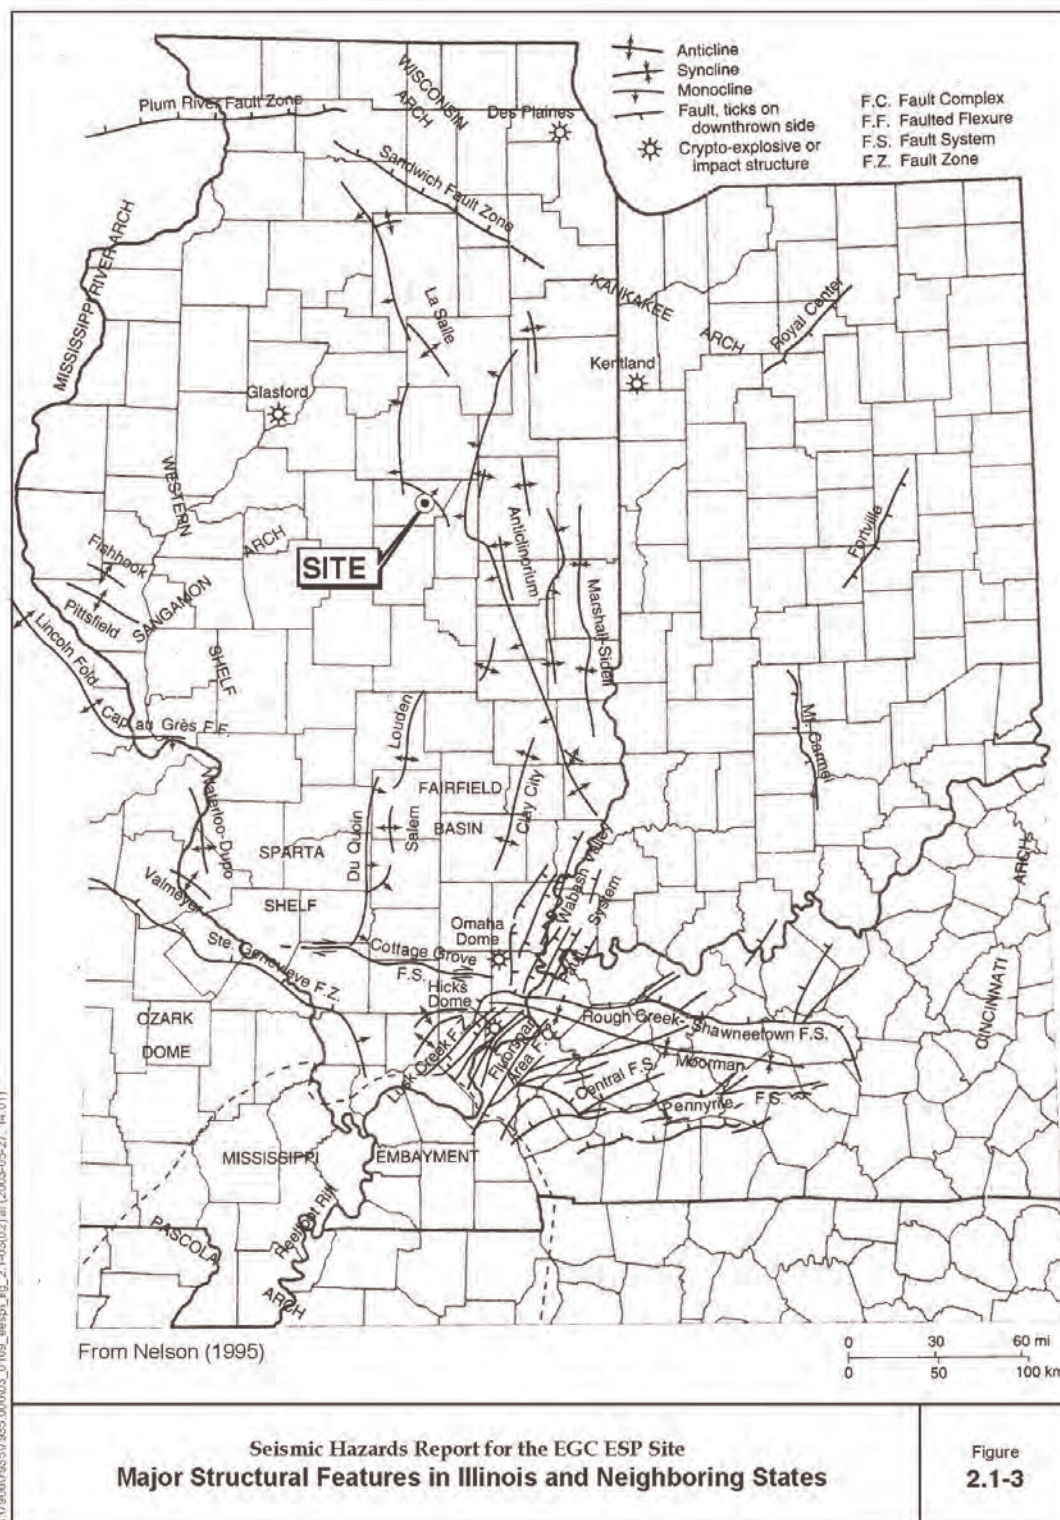 Anticline
Syncline
Monocline
Fault, ticks on
downthrown side
Crypto-explosive or
impact structure
F.C. Fault Complex
F.F. Faulted Flexure
F.S. Fault System
F.Z. Fault Zone
WISCONSIN
ARCH
Plum River Fault Zone
Des Plaines
Sandwich Fault Zone
MISSISSIPPI RIVER ARCH
La Salle
KANKAKEE
ARCH
Royal Center
Kentland
Glasford
WESTERN
ARCH
SITE
Anticlinorium
Fortville
Fishhook
Pittsfield
SANGAMON
Marshall-Sidell
Lincoln Fold
SHELF
Cap au Grès F.F.
Louden
Mt. Carmel
Waterloo-Dupo
FAIRFIELD
Clay City
BASIN
Salem
Du Quoin
SPARTA
Valmeyer
SHELF
Wabash Valley
Fault System
ARCH
Omaha
Dome
Ste. Genevieve F.Z.
Cottage Grove
F.S.
Hicks
Dome
CINCINNATI
OZARK
DOME
Rough Creek-Shawneetown F.S.
Lusk Creek F.Z.
Fluorspar
Area F.C.
Central F.S.
Moorman
Pennyrile F.S.
MISSISSIPPI EMBAYMENT
PASCOLA
Reelfoot Rift
ARCH
From Nelson (1995)
0 30 60 mi
0 50 100 km
Seismic Hazards Report for the EGC ESP Site
Major Structural Features in Illinois and Neighboring States
Figure
2.1-3